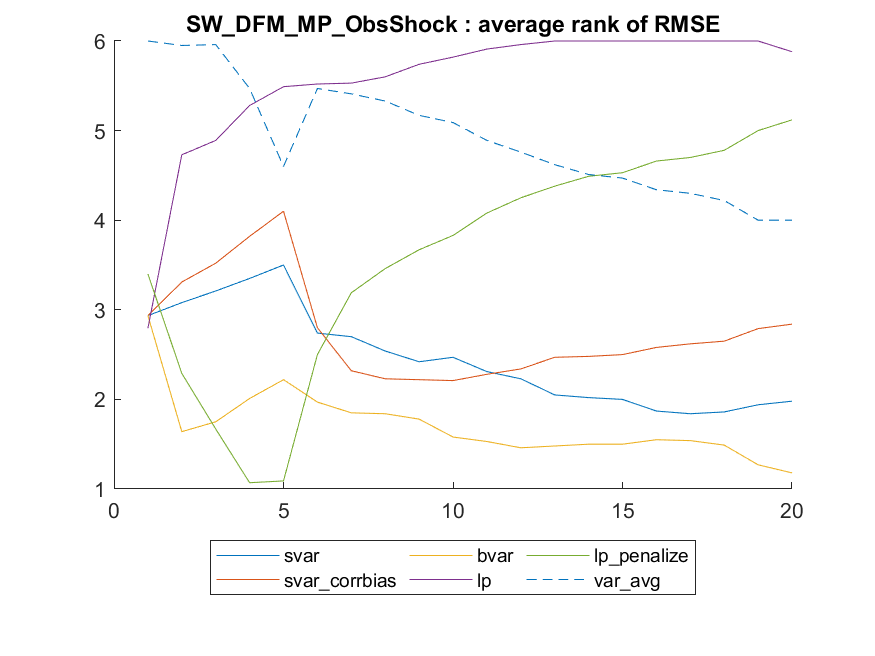 SW_DFM_MP_ObsShock : average rank of RMSE
6
5
4
3
2
1
0 5 10 15 20
svar bvar lp_penalize
svar_corrbias lp var_avg